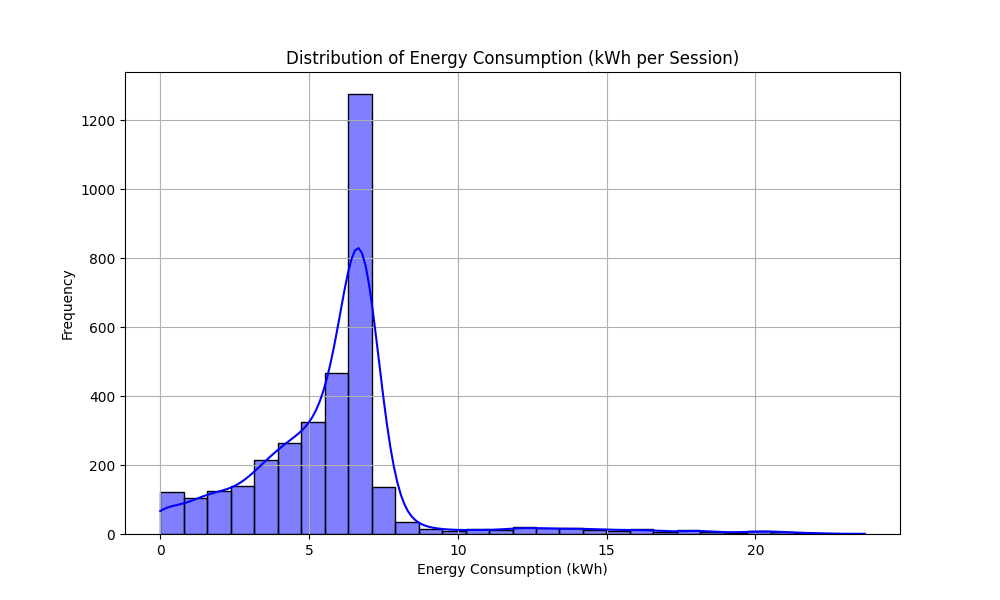 Distribution of Energy Consumption (kWh per Session)
1200
1000
800
600
400
200
0
Frequency
0 5 10 15 20
Energy Consumption (kWh)